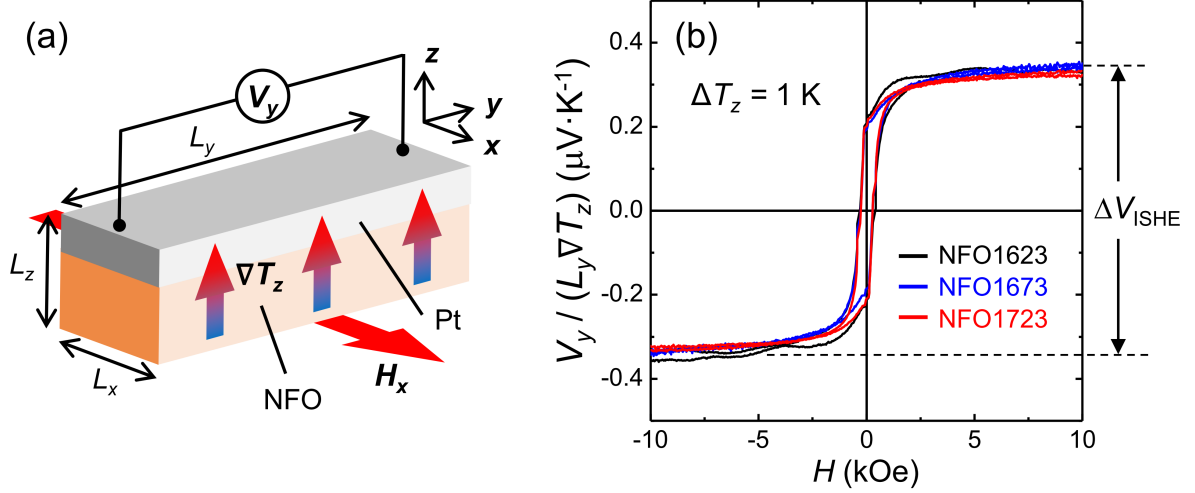 (a)
V_y
z
y
x
L_y
L_z
∇T_z
Pt
L_x
NFO
H_x
(b)
V_y / (L_y∇T_z) (μV·K⁻¹)
0.4
0.2
0.0
-0.2
-0.4
ΔT_z = 1 K
NFO1623
NFO1673
NFO1723
ΔV_ISHE
-10
-5
0
5
10
H (kOe)